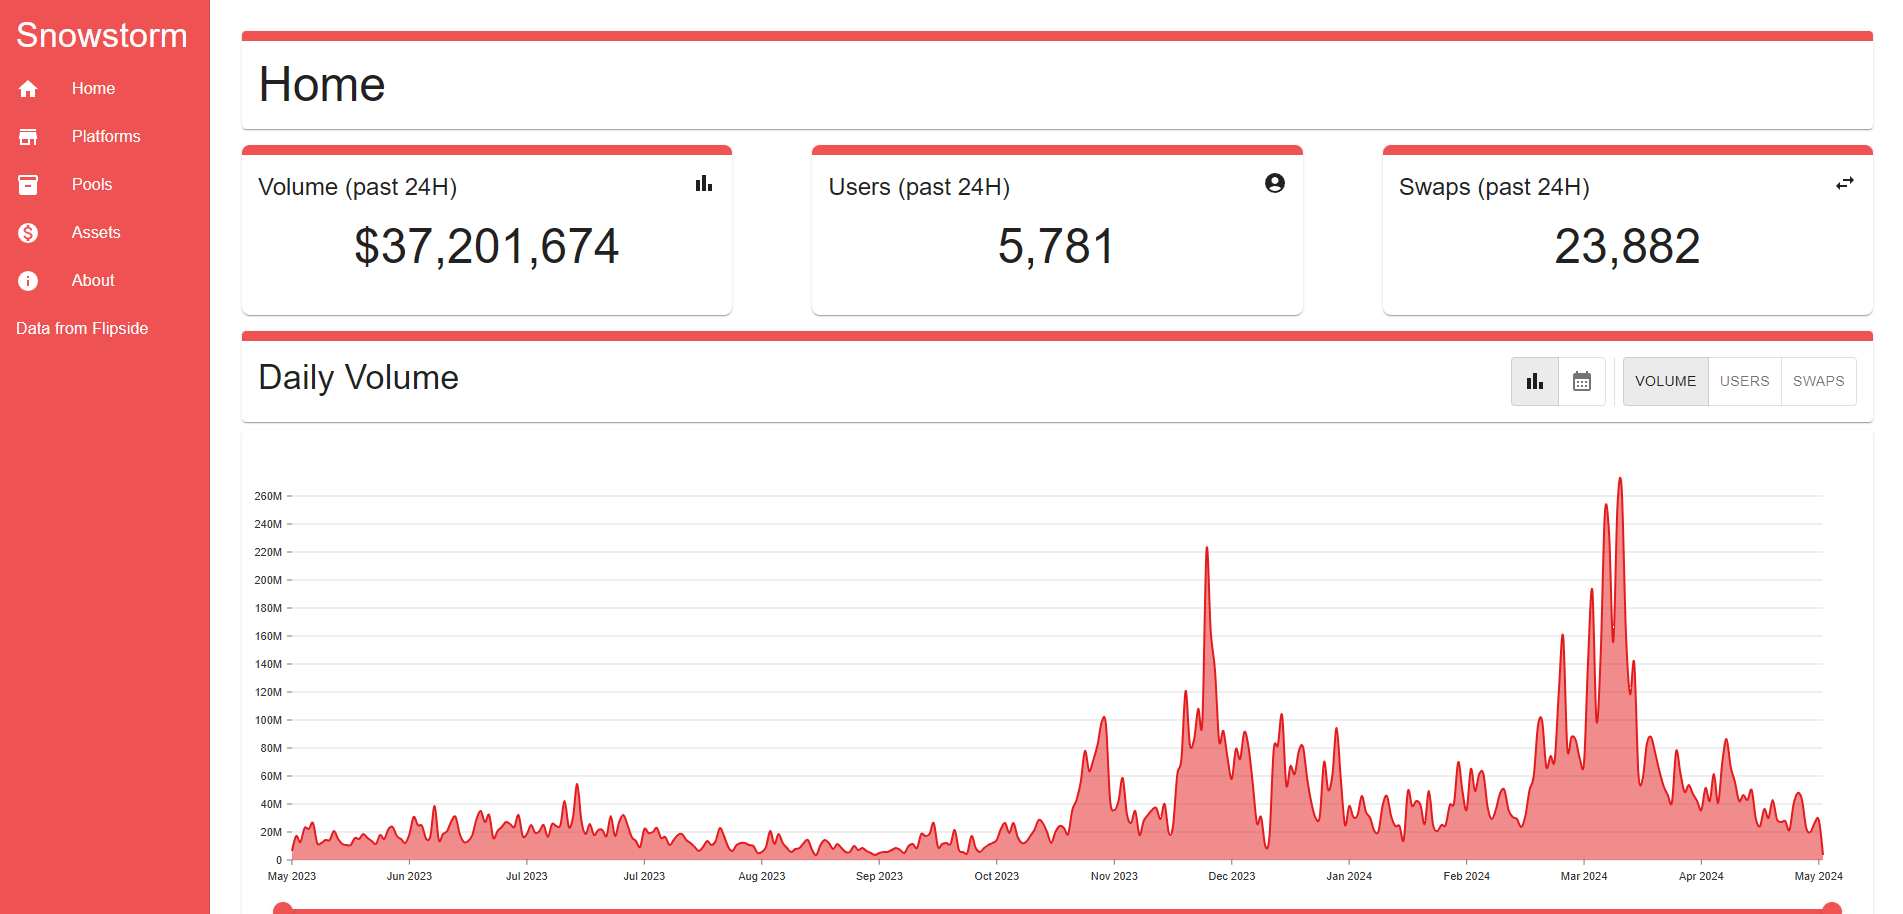 Snowstorm
Home
Platforms
Pools
Assets
About
Data from Flipside
Home
Volume (past 24H)
$37,201,674
Users (past 24H)
5,781
Swaps (past 24H)
23,882
Daily Volume
VOLUME USERS SWAPS
260M
240M
220M
200M
180M
160M
140M
120M
100M
80M
60M
40M
20M
0
May 2023 Jun 2023 Jul 2023 Jul 2023 Aug 2023 Sep 2023 Oct 2023 Nov 2023 Dec 2023 Jan 2024 Feb 2024 Mar 2024 Apr 2024 May 2024